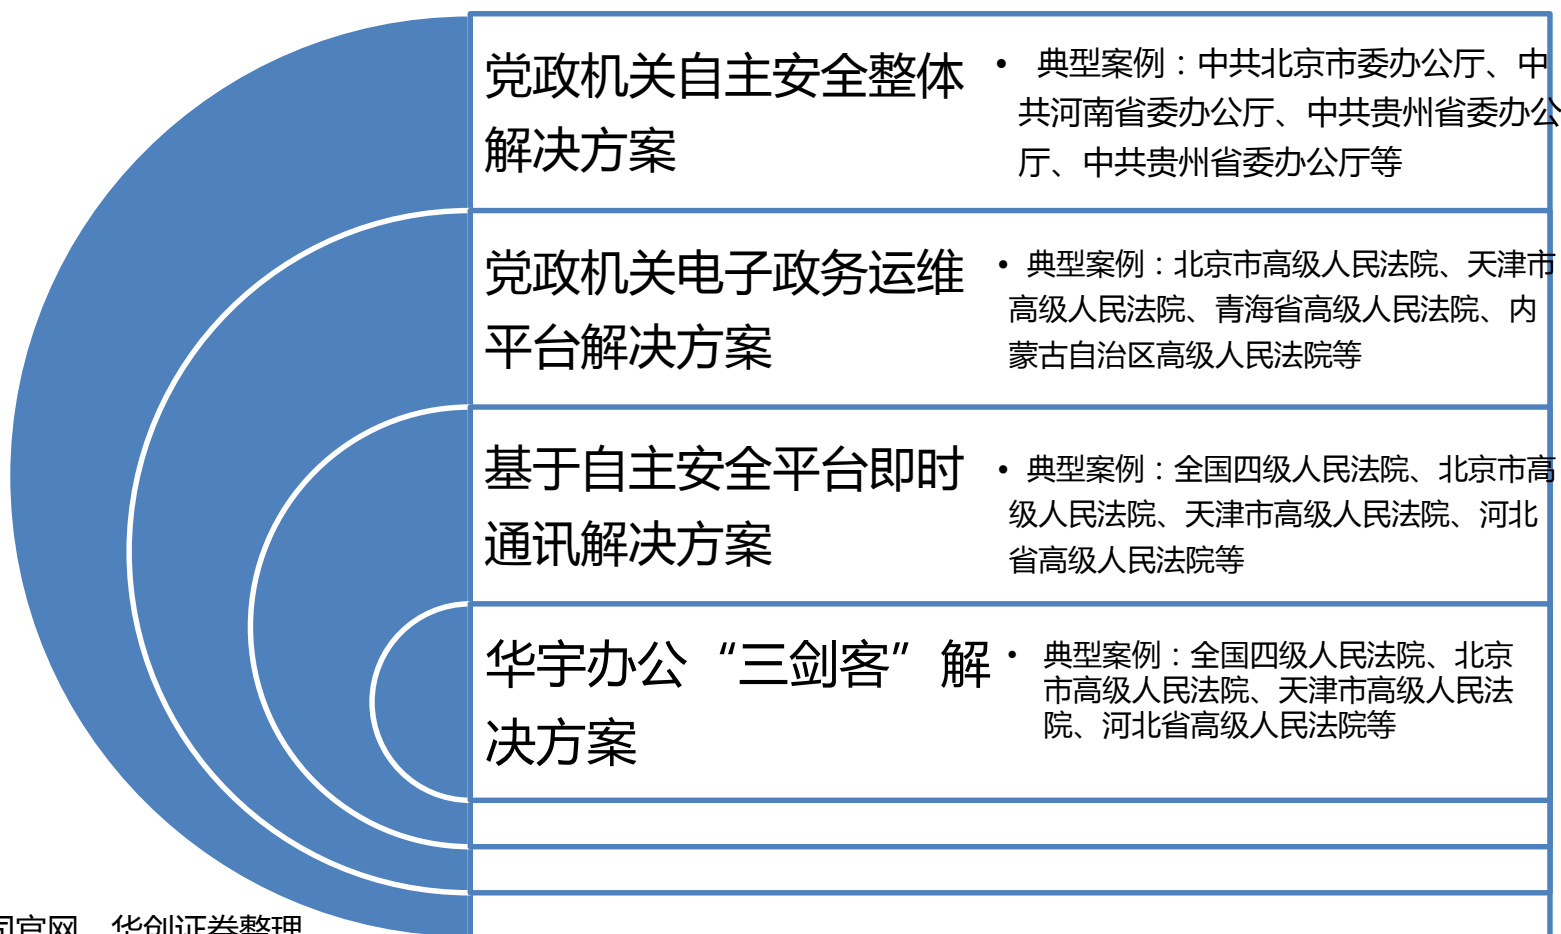 党政机关自主安全整体
解决方案
• 典型案例：中共北京市委办公厅、中
共河南省委办公厅、中共贵州省委办公
厅、中共贵州省委办公厅等
党政机关电子政务运维
平台解决方案
• 典型案例：北京市高级人民法院、天津市
高级人民法院、青海省高级人民法院、内
蒙古自治区高级人民法院等
基于自主安全平台即时
通讯解决方案
• 典型案例：全国四级人民法院、北京市高
级人民法院、天津市高级人民法院、河北
省高级人民法院等
华宇办公“三剑客”解
决方案
• 典型案例：全国四级人民法院、北京
市高级人民法院、天津市高级人民法
院、河北省高级人民法院等
司官网，华创证券整理